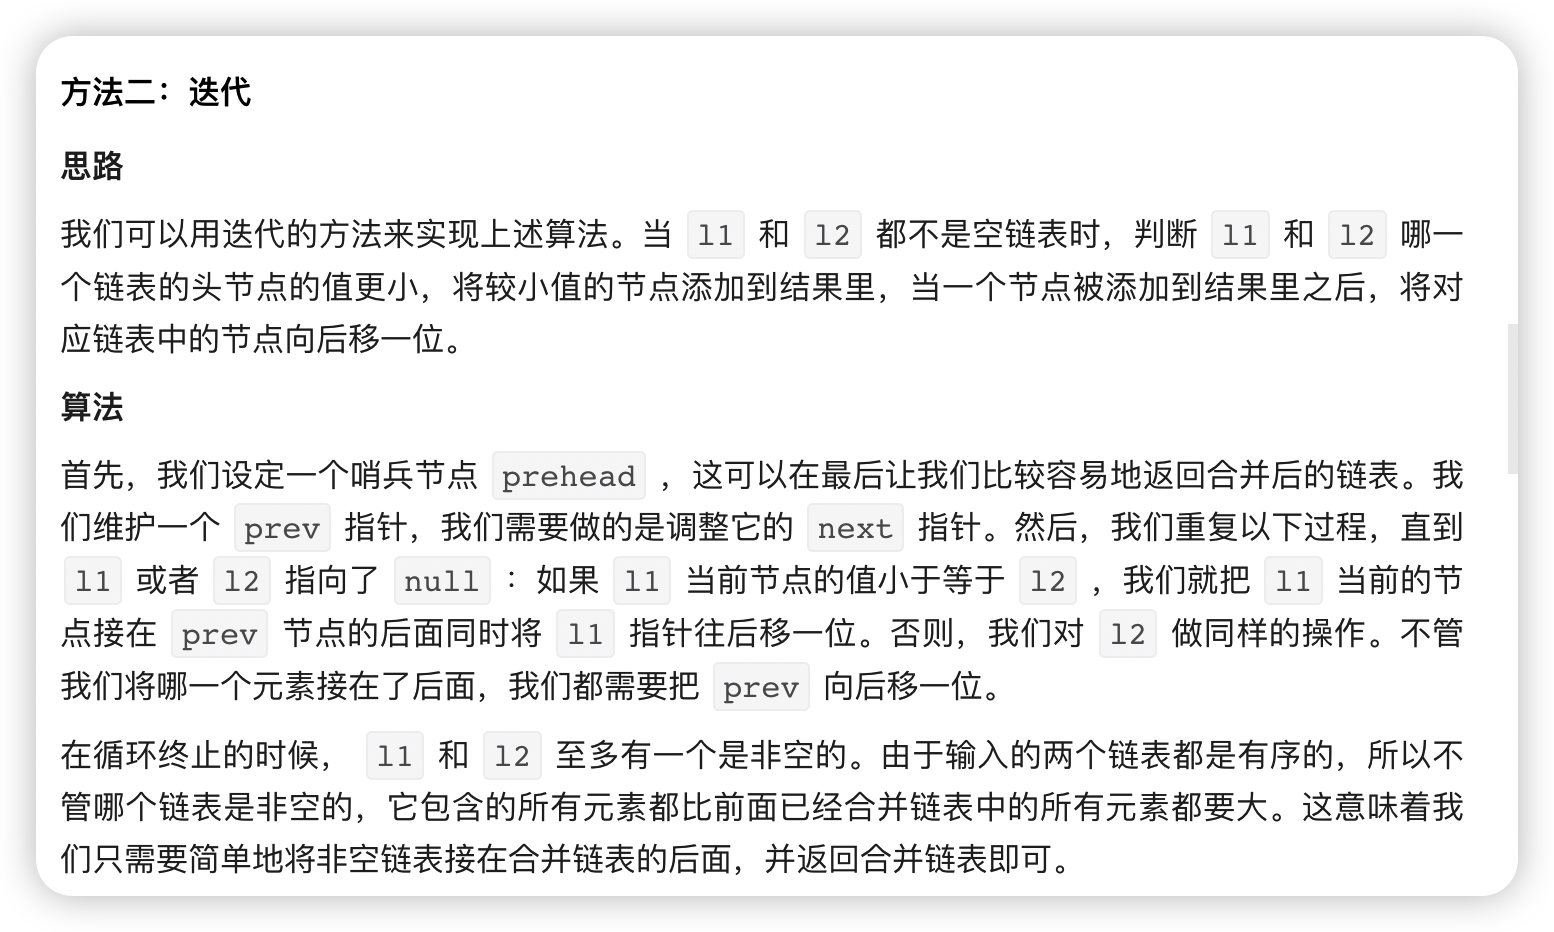 方法二：迭代
思路
我们可以用迭代的方法来实现上述算法。当 l1 和 l2 都不是空链表时，判断 l1 和 l2 哪一
个链表的头节点的值更小，将较小值的节点添加到结果里，当一个节点被添加到结果里之后，将对
应链表中的节点向后移一位。
算法
首先，我们设定一个哨兵节点 prehead ，这可以在最后让我们比较容易地返回合并后的链表。我
们维护一个 prev 指针，我们需要做的是调整它的 next 指针。然后，我们重复以下过程，直到
l1 或者 l2 指向了 null ：如果 l1 当前节点的值小于等于 l2 ，我们就把 l1 当前的节
点接在 prev 节点的后面同时将 l1 指针往后移一位。否则，我们对 l2 做同样的操作。不管
我们将哪一个元素接在了后面，我们都需要把 prev 向后移一位。
在循环终止的时候， l1 和 l2 至多有一个是非空的。由于输入的两个链表都是有序的，所以不
管哪个链表是非空的，它包含的所有元素都比前面已经合并链表中的所有元素都要大。这意味着我
们只需要简单地将非空链表接在合并链表的后面，并返回合并链表即可。